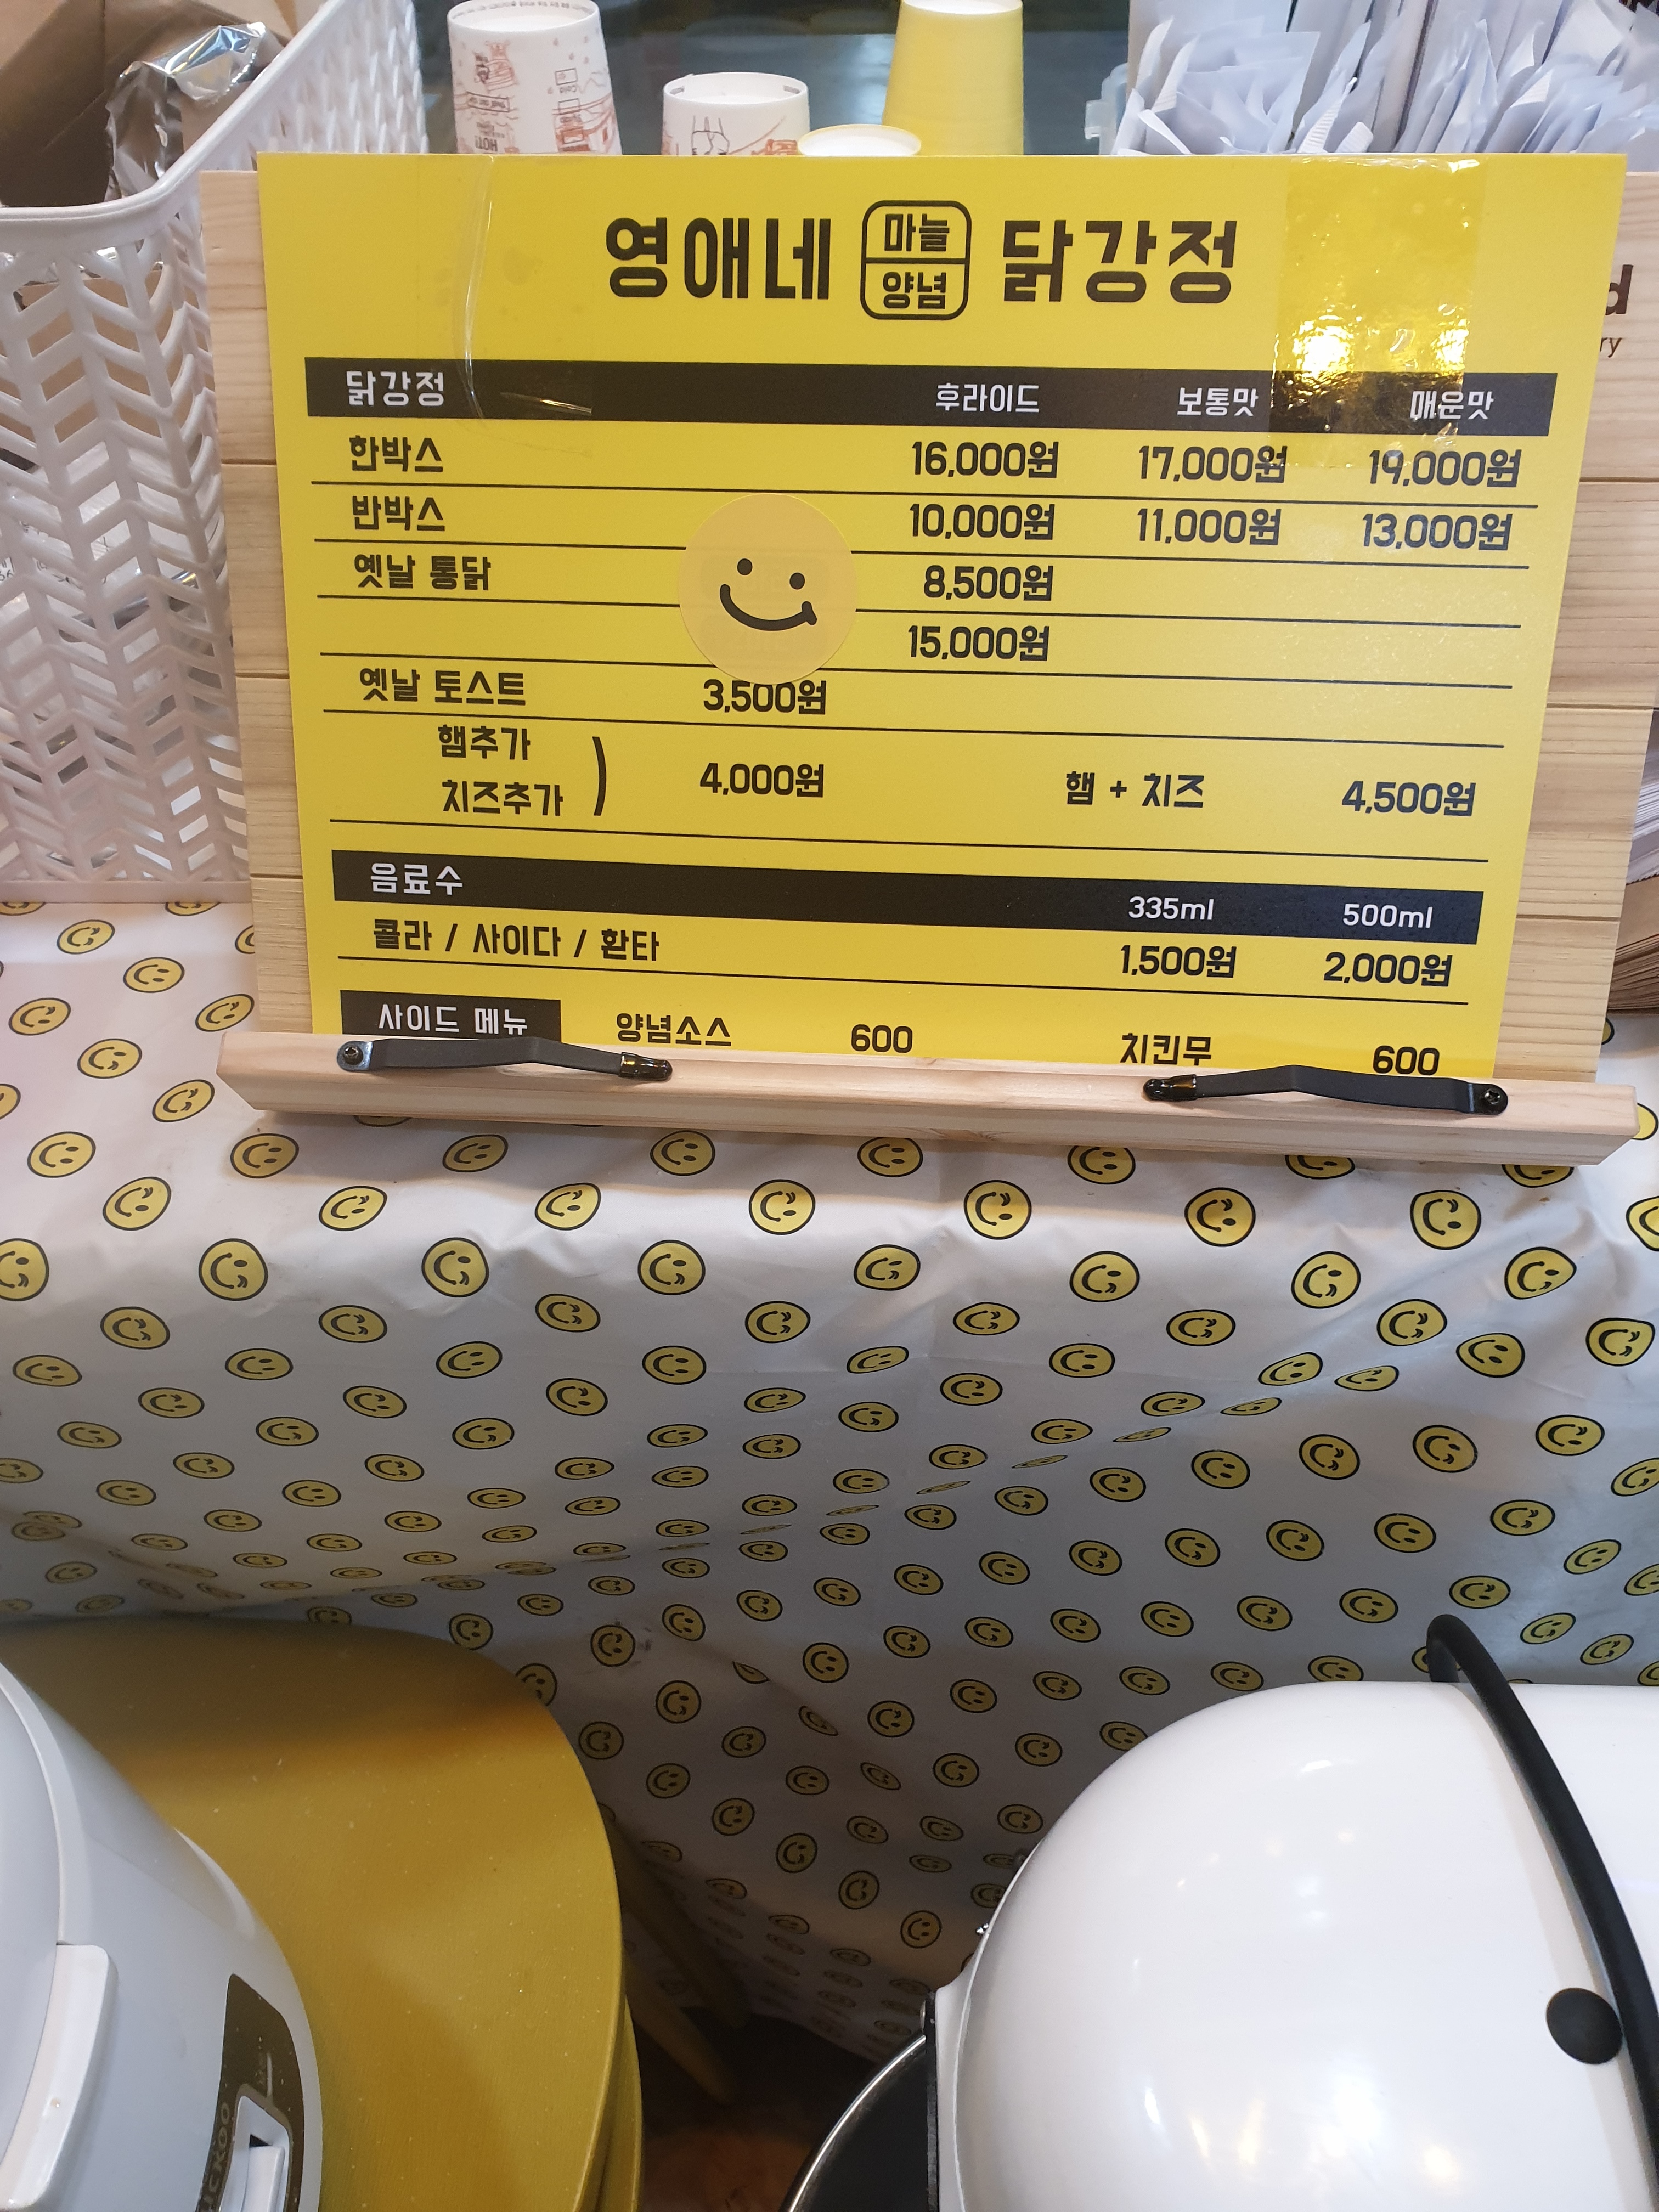 영애네 마늘 양념 닭강정
닭강정 후라이드 보통맛 매운맛
한박스 16,000원 17,000원 19,000원
반박스 10,000원 11,000원 13,000원
옛날 통닭 8,500원
15,000원
옛날 토스트 3,500원
햄추가
치즈추가 ) 4,000원 햄 + 치즈 4,500원
음료수 335ml 500ml
콜라 / 사이다 / 환타 1,500원 2,000원
사이드 메뉴 양념소스 600 치킨무 600